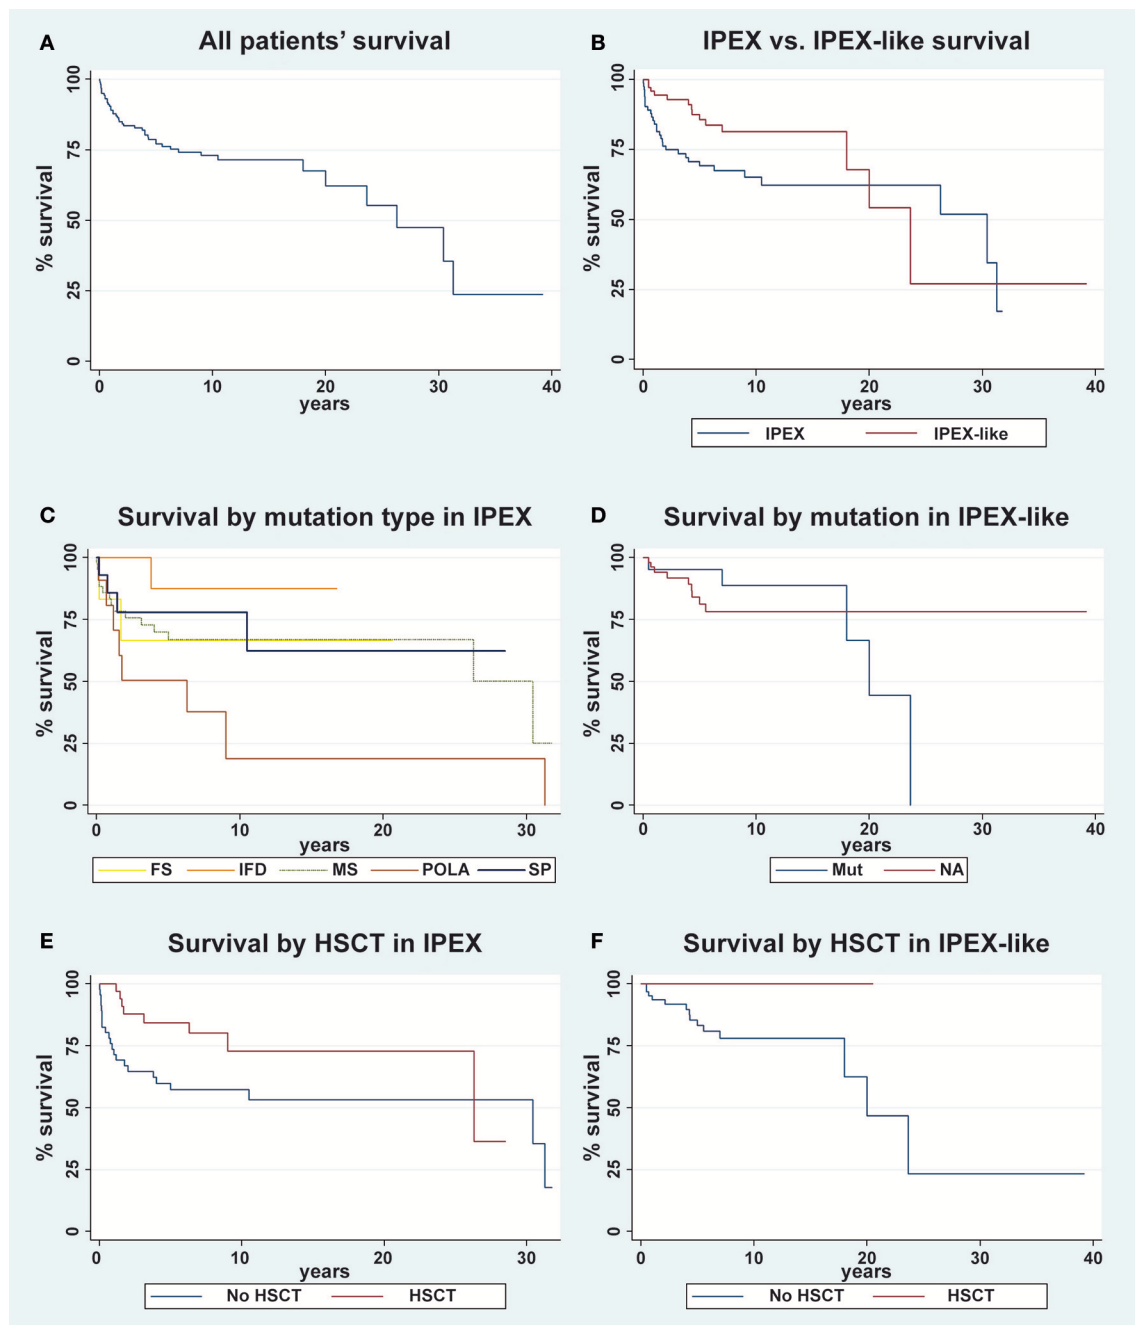 A
All patients' survival
100
75
50
25
0
% survival
0 10 20 30 40
years
B
IPEX vs. IPEX-like survival
100
75
50
25
0
% survival
0 10 20 30 40
years
IPEX IPEX-like
C
Survival by mutation type in IPEX
100
75
50
25
0
% survival
0 10 20 30
years
FS IFD MS POLA SP
D
Survival by mutation in IPEX-like
100
75
50
25
0
% survival
0 10 20 30 40
years
Mut NA
E
Survival by HSCT in IPEX
100
75
50
25
0
% survival
0 10 20 30
years
No HSCT HSCT
F
Survival by HSCT in IPEX-like
100
75
50
25
0
% survival
0 10 20 30 40
years
No HSCT HSCT